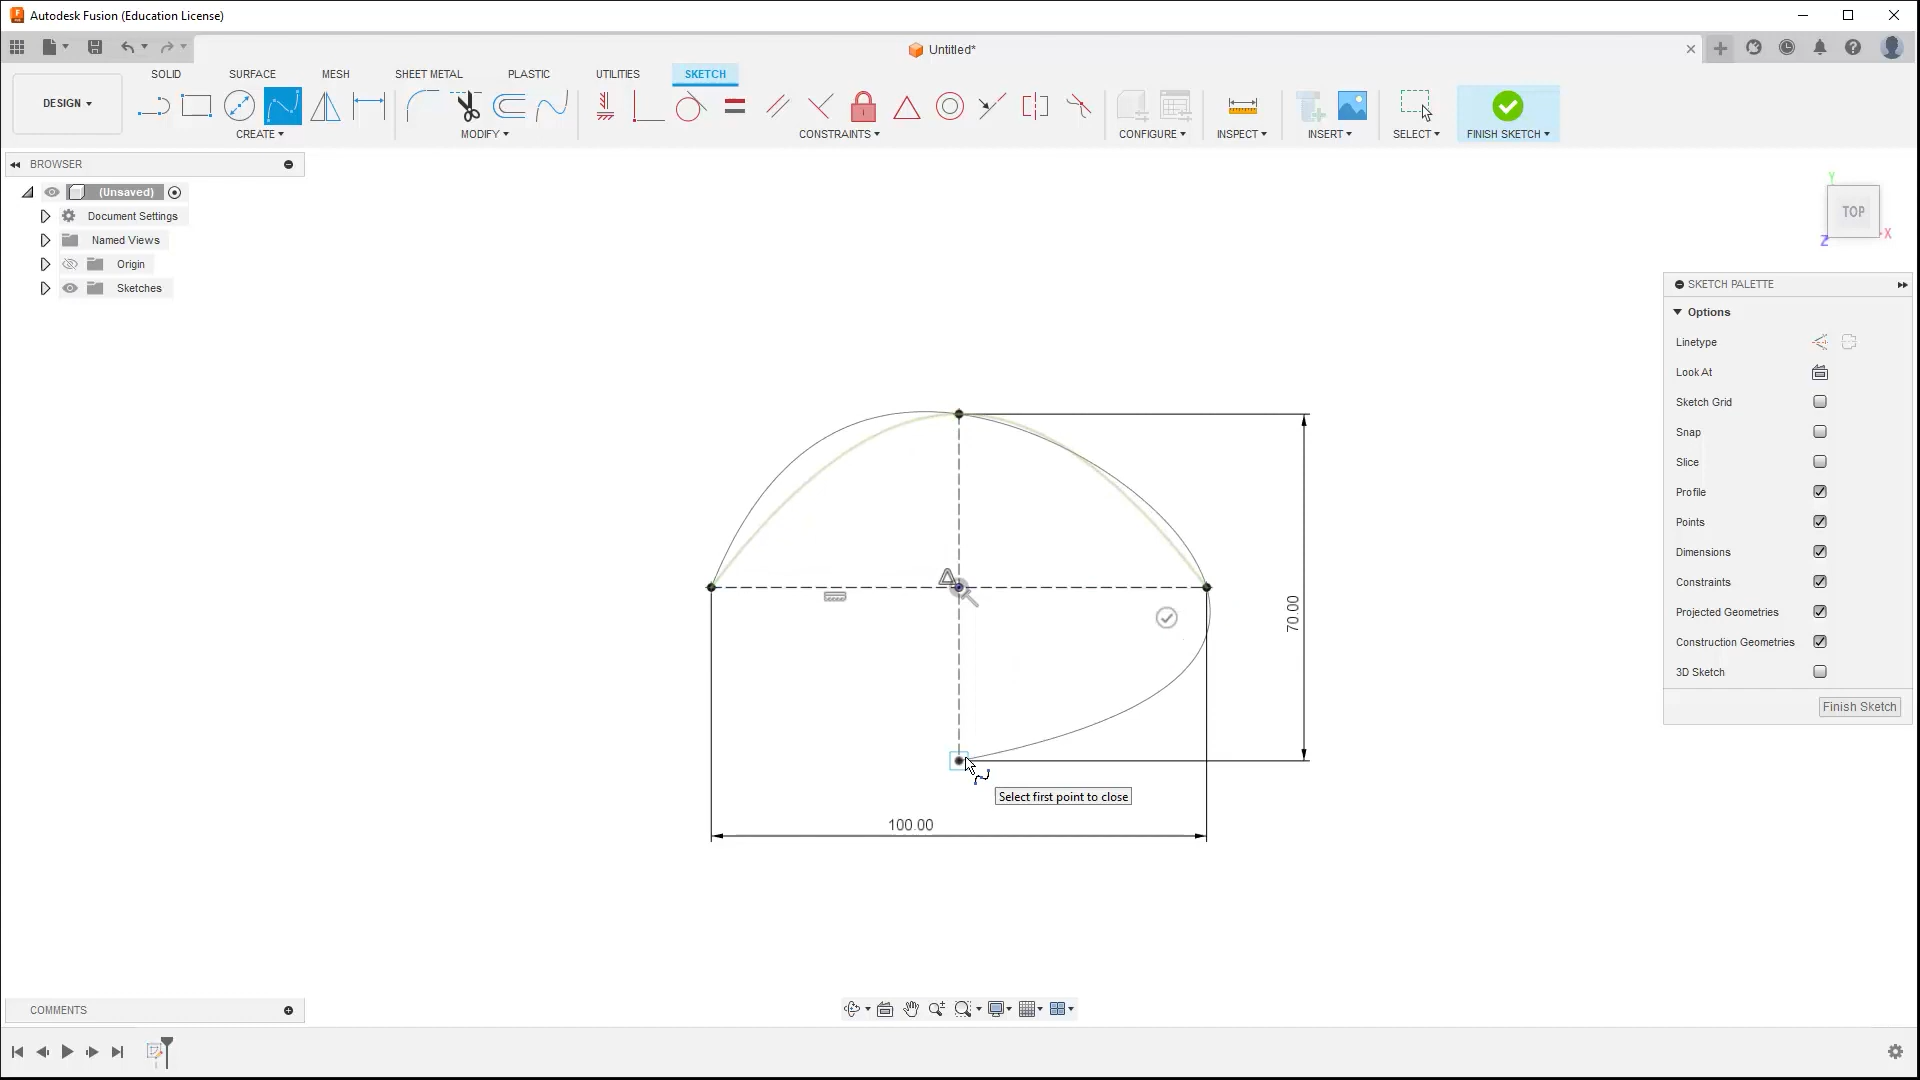 Autodesk Fusion (Education License)
Untitled*
SOLID SURFACE MESH SHEET METAL PLASTIC UTILITIES SKETCH
DESIGN
CREATE MODIFY CONSTRAINTS CONFIGURE INSPECT INSERT SELECT FINISH SKETCH
BROWSER
(Unsaved)
Document Settings
Named Views
Origin
Sketches
Y
TOP
X
Z
SKETCH PALETTE
Options
Linetype
Look At
Sketch Grid
Snap
Slice
Profile
Points
Dimensions
Constraints
Projected Geometries
Construction Geometries
3D Sketch
Finish Sketch
70.00
Select first point to close
100.00
COMMENTS